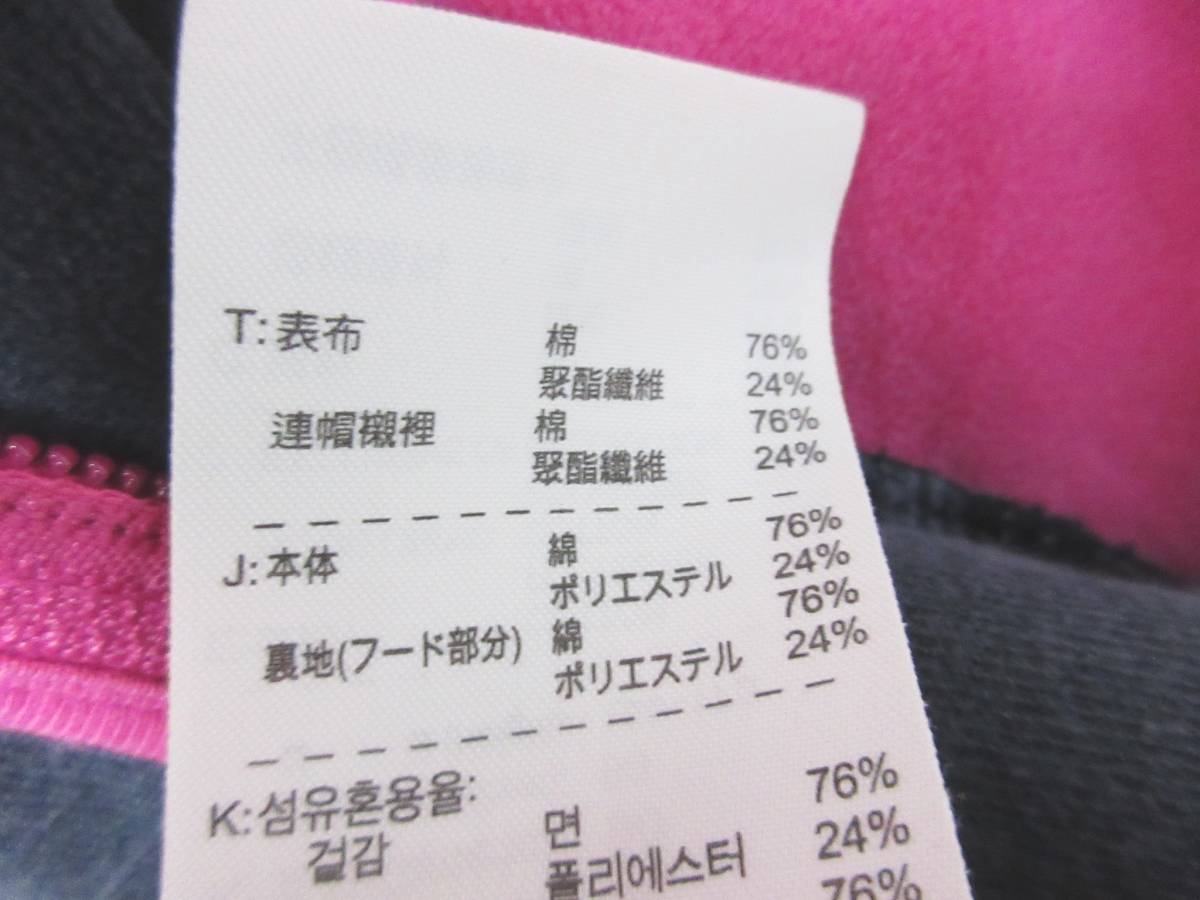 T: 表布 棉 76%
聚酯纖維 24%
連帽襯裡 棉 76%
聚酯纖維 24%
J: 本体 綿 76%
ポリエステル 24%
裏地(フード部分) 綿 76%
ポリエステル 24%
K: 섬유혼용율:
겉감 면 76%
폴리에스터 24%
76%